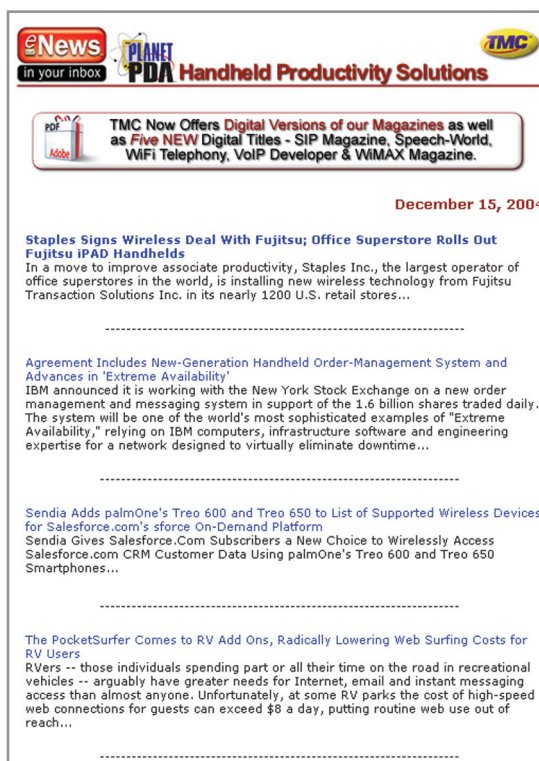 eNews
in your inbox
PLANET
PDA
Handheld Productivity Solutions
TMC
PDF
Adobe
TMC Now Offers Digital Versions of our Magazines as well
as Five NEW Digital Titles - SIP Magazine, Speech-World,
WiFi Telephony, VoIP Developer & WiMAX Magazine.
December 15, 2004
Staples Signs Wireless Deal With Fujitsu; Office Superstore Rolls Out
Fujitsu iPAD Handhelds
In a move to improve associate productivity, Staples Inc., the largest operator of
office superstores in the world, is installing new wireless technology from Fujitsu
Transaction Solutions Inc. in its nearly 1200 U.S. retail stores...
--------------------------------------------------------------------
Agreement Includes New-Generation Handheld Order-Management System and
Advances in 'Extreme Availability'
IBM announced it is working with the New York Stock Exchange on a new order
management and messaging system in support of the 1.6 billion shares traded daily.
The system will be one of the world's most sophisticated examples of "Extreme
Availability," relying on IBM computers, infrastructure software and engineering
expertise for a network designed to virtually eliminate downtime...
--------------------------------------------------------------------
Sendia Adds palmOne's Treo 600 and Treo 650 to List of Supported Wireless Devices
for Salesforce.com's sforce On-Demand Platform
Sendia Gives Salesforce.Com Subscribers a New Choice to Wirelessly Access
Salesforce.com CRM Customer Data Using palmOne's Treo 600 and Treo 650
Smartphones...
--------------------------------------------------------------------
The PocketSurfer Comes to RV Add Ons, Radically Lowering Web Surfing Costs for
RV Users
RVers -- those individuals spending part or all their time on the road in recreational
vehicles -- arguably have greater needs for Internet, email and instant messaging
access than almost anyone. Unfortunately, at some RV parks the cost of high-speed
web connections for guests can exceed $8 a day, putting routine web use out of
reach...
--------------------------------------------------------------------